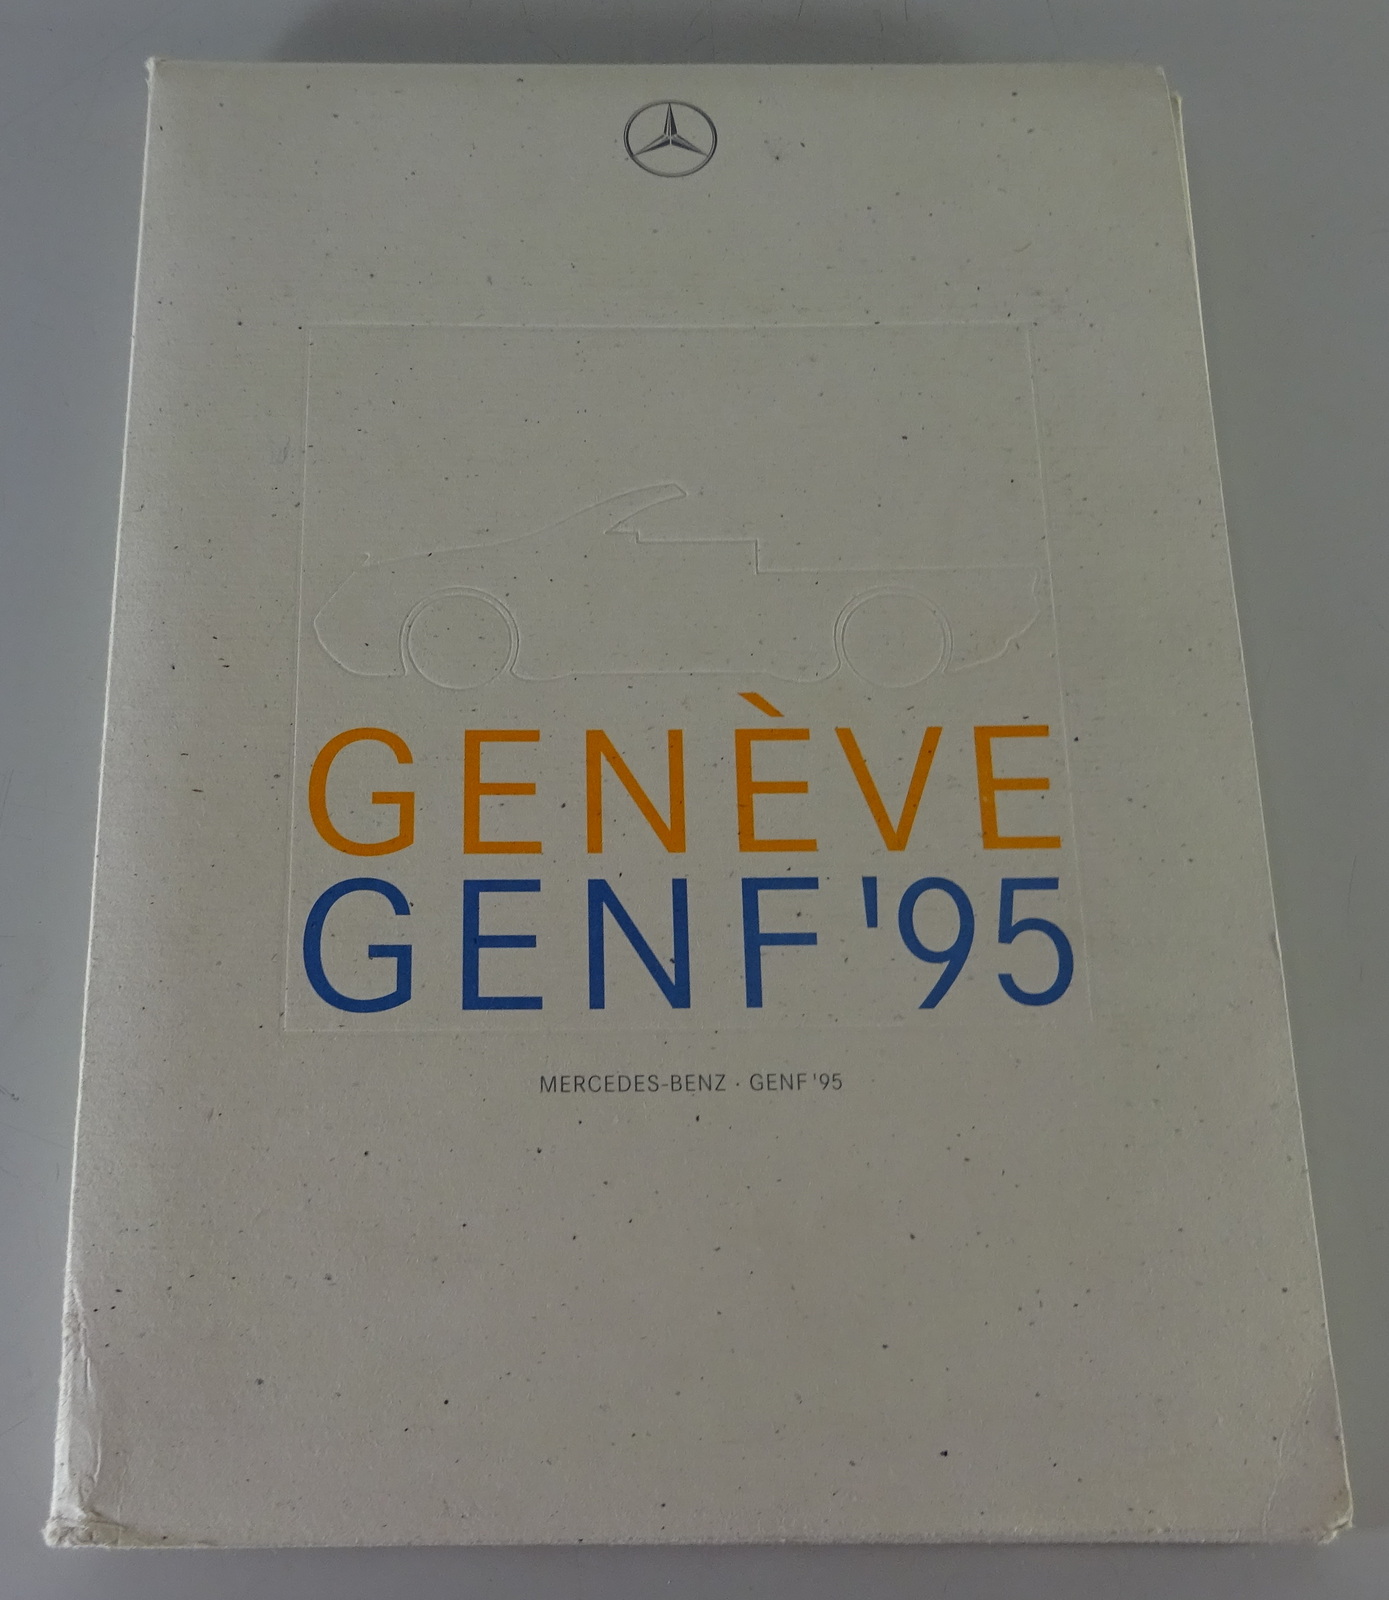 GENÈVE
GENF '95
MERCEDES-BENZ · GENF '95